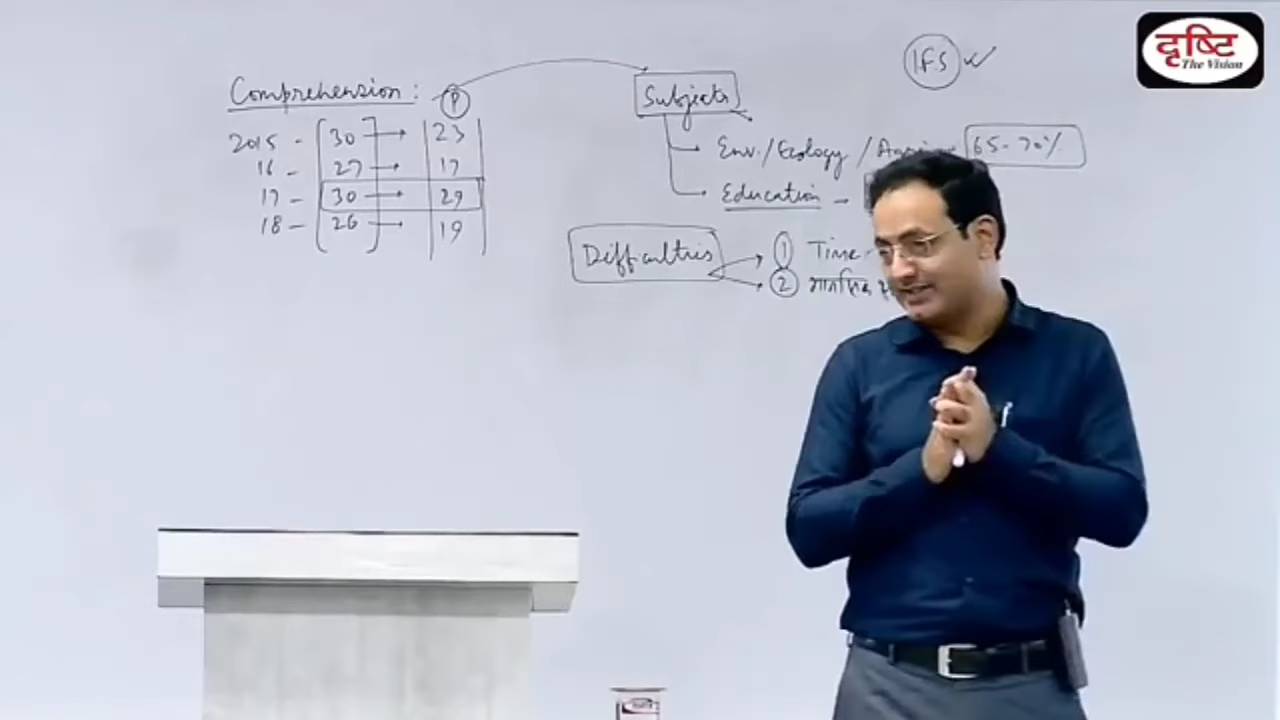 दृष्टि
The Vision
IFS ✓
Comprehension :
P
2015 - 30 → 23
16 - 27 → 17
17 - 30 → 29
18 - 26 → 19
Subjects
Env./Ecology / 65-70%
Education -
Difficulties
1 Time -
2